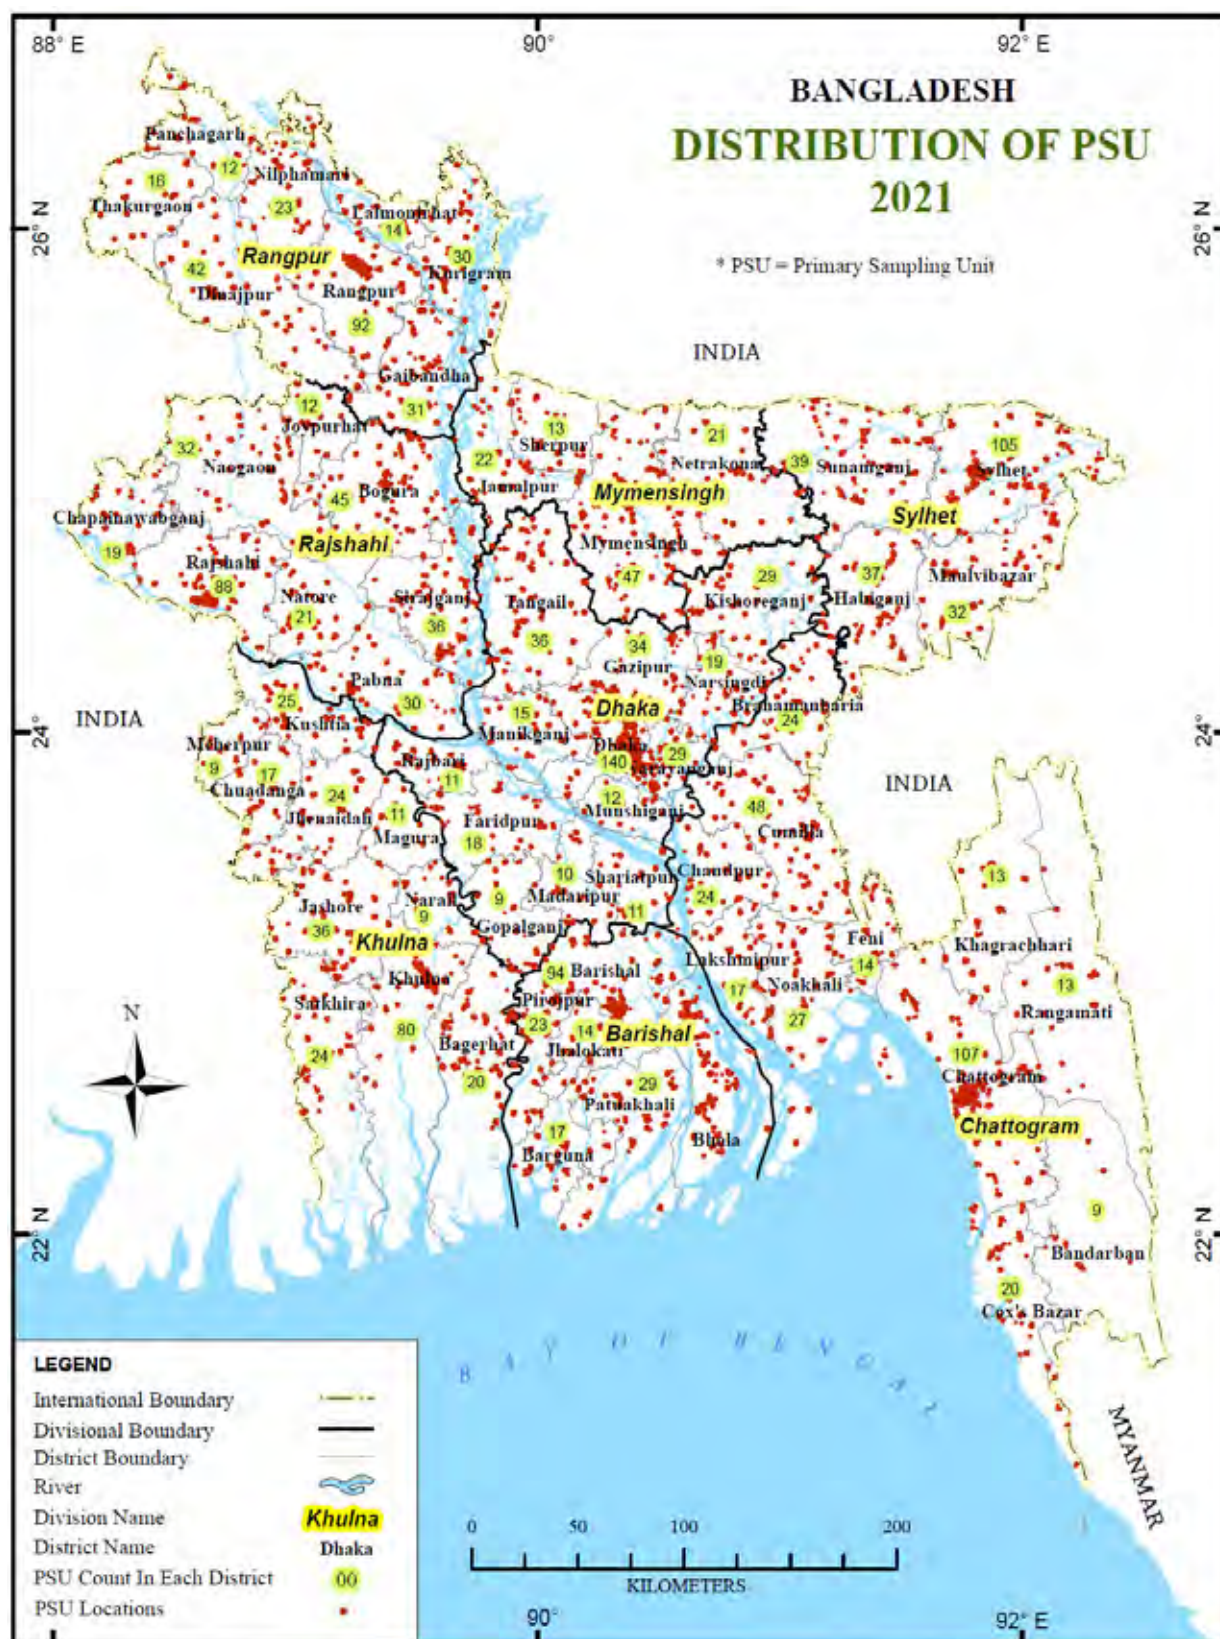 88° E
90°
92° E
BANGLADESH
DISTRIBUTION OF PSU
2021
* PSU = Primary Sampling Unit
26° N
26° N
INDIA
Panchagarh
12
Nilphamari
16
Thakurgaon
23
Lalmonirhat
14
Rangpur
30
Kurigram
42
Dinajpur
Rangpur
92
Gaibandha
31
12
Joypurhat
32
Naogaon
13
Sherpur
21
Netrakona
22
Jamalpur
39
Sunamganj
105
Sylhet
Bogura
45
Mymensingh
Sylhet
Chapainawabganj
19
Rajshahi
Rajshahi
88
Mymensingh
47
29
Kishoreganj
37
Habiganj
Maulvibazar
32
Natore
21
Sirajganj
36
Tangail
36
34
Gazipur
19
Narsingdi
INDIA
Pabna
30
25
Kushtia
15
Manikganj
Dhaka
Brahamanbaria
24
24°
24°
Meherpur
9
17
Chuadanga
Rajbari
11
Dhaka
140
29
Narayanganj
INDIA
24
Jhenaidah
11
Magura
12
Munshiganj
48
Cumilla
Faridpur
18
Chandpur
24
10
Shariatpur
Madaripur
11
9
Gopalganj
13
Khagrachhari
Jashore
36
Narail
9
Khulna
Feni
14
Khulna
Barishal
94
Lakshmipur
17
Noakhali
27
13
Rangamati
Satkhira
24
80
Pirojpur
23
14
Jhalokati
Barishal
Bagerhat
20
29
Patuakhali
107
Chattogram
Chattogram
17
Barguna
Bhola
22° N
22° N
9
Bandarban
20
Cox's Bazar
N
BAY OF BENGAL
MYANMAR
LEGEND
International Boundary
Divisional Boundary
District Boundary
River
Division Name Khulna
District Name Dhaka
PSU Count In Each District 00
PSU Locations
0 50 100 200
KILOMETERS
90°
92° E